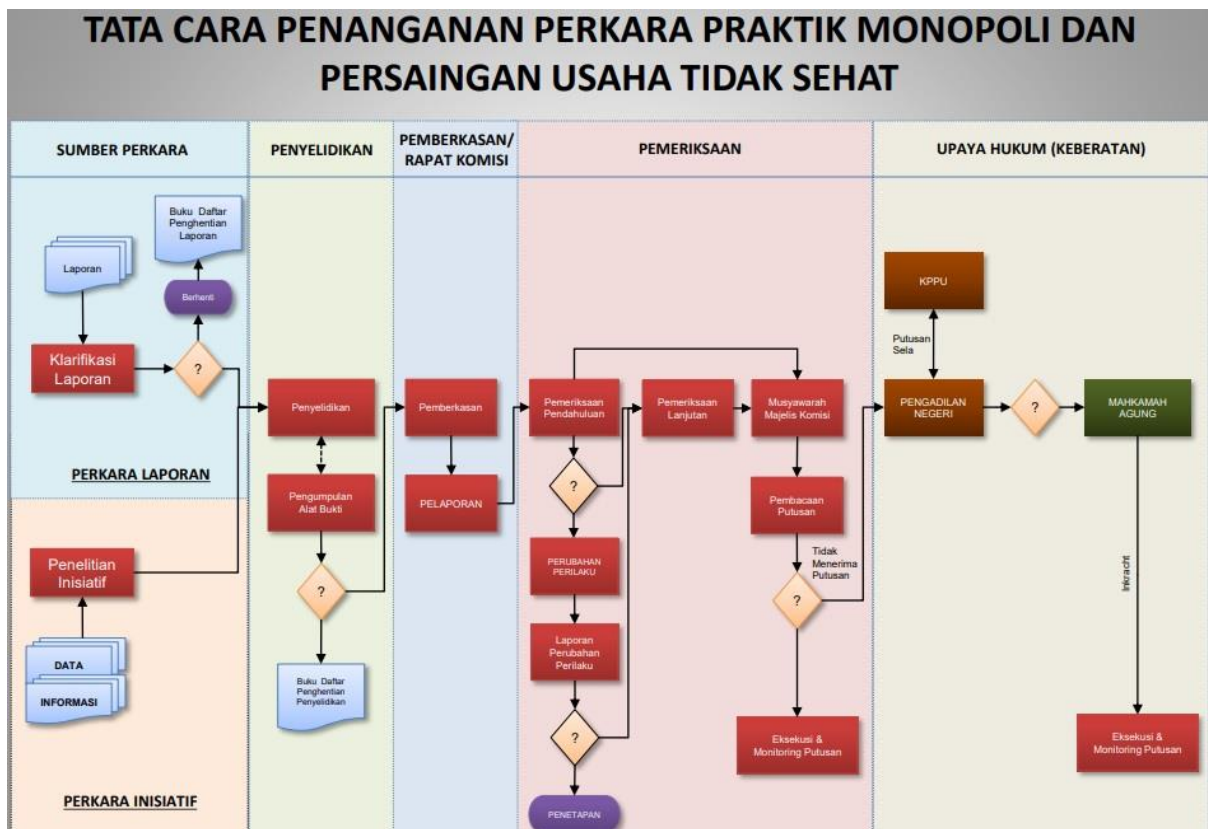 TATA CARA PENANGANAN PERKARA PRAKTIK MONOPOLI DAN
PERSAINGAN USAHA TIDAK SEHAT
SUMBER PERKARA
PENYELIDIKAN
PEMBERKASAN/
RAPAT KOMISI
PEMERIKSAAN
UPAYA HUKUM (KEBERATAN)
Buku Daftar
Penghentian
Laporan
Laporan
Berhenti
Klarifikasi
Laporan
?
PERKARA LAPORAN
Penelitian
Inisiatif
DATA
INFORMASI
PERKARA INISIATIF
Penyelidikan
Pengumpulan
Alat Bukti
?
Buku Daftar
Penghentian
Penyelidikan
Pemberkasan
PELAPORAN
Pemeriksaan
Pendahuluan
?
PERUBAHAN
PERILAKU
Laporan
Perubahan
Perilaku
?
PENETAPAN
Pemeriksaan
Lanjutan
Musyawarah
Majelis Komisi
Pembacaan
Putusan
Tidak
Menerima
Putusan
?
Eksekusi &
Monitoring Putusan
KPPU
Putusan
Sela
PENGADILAN
NEGERI
?
MAHKAMAH
AGUNG
Inkracht
Eksekusi &
Monitoring Putusan